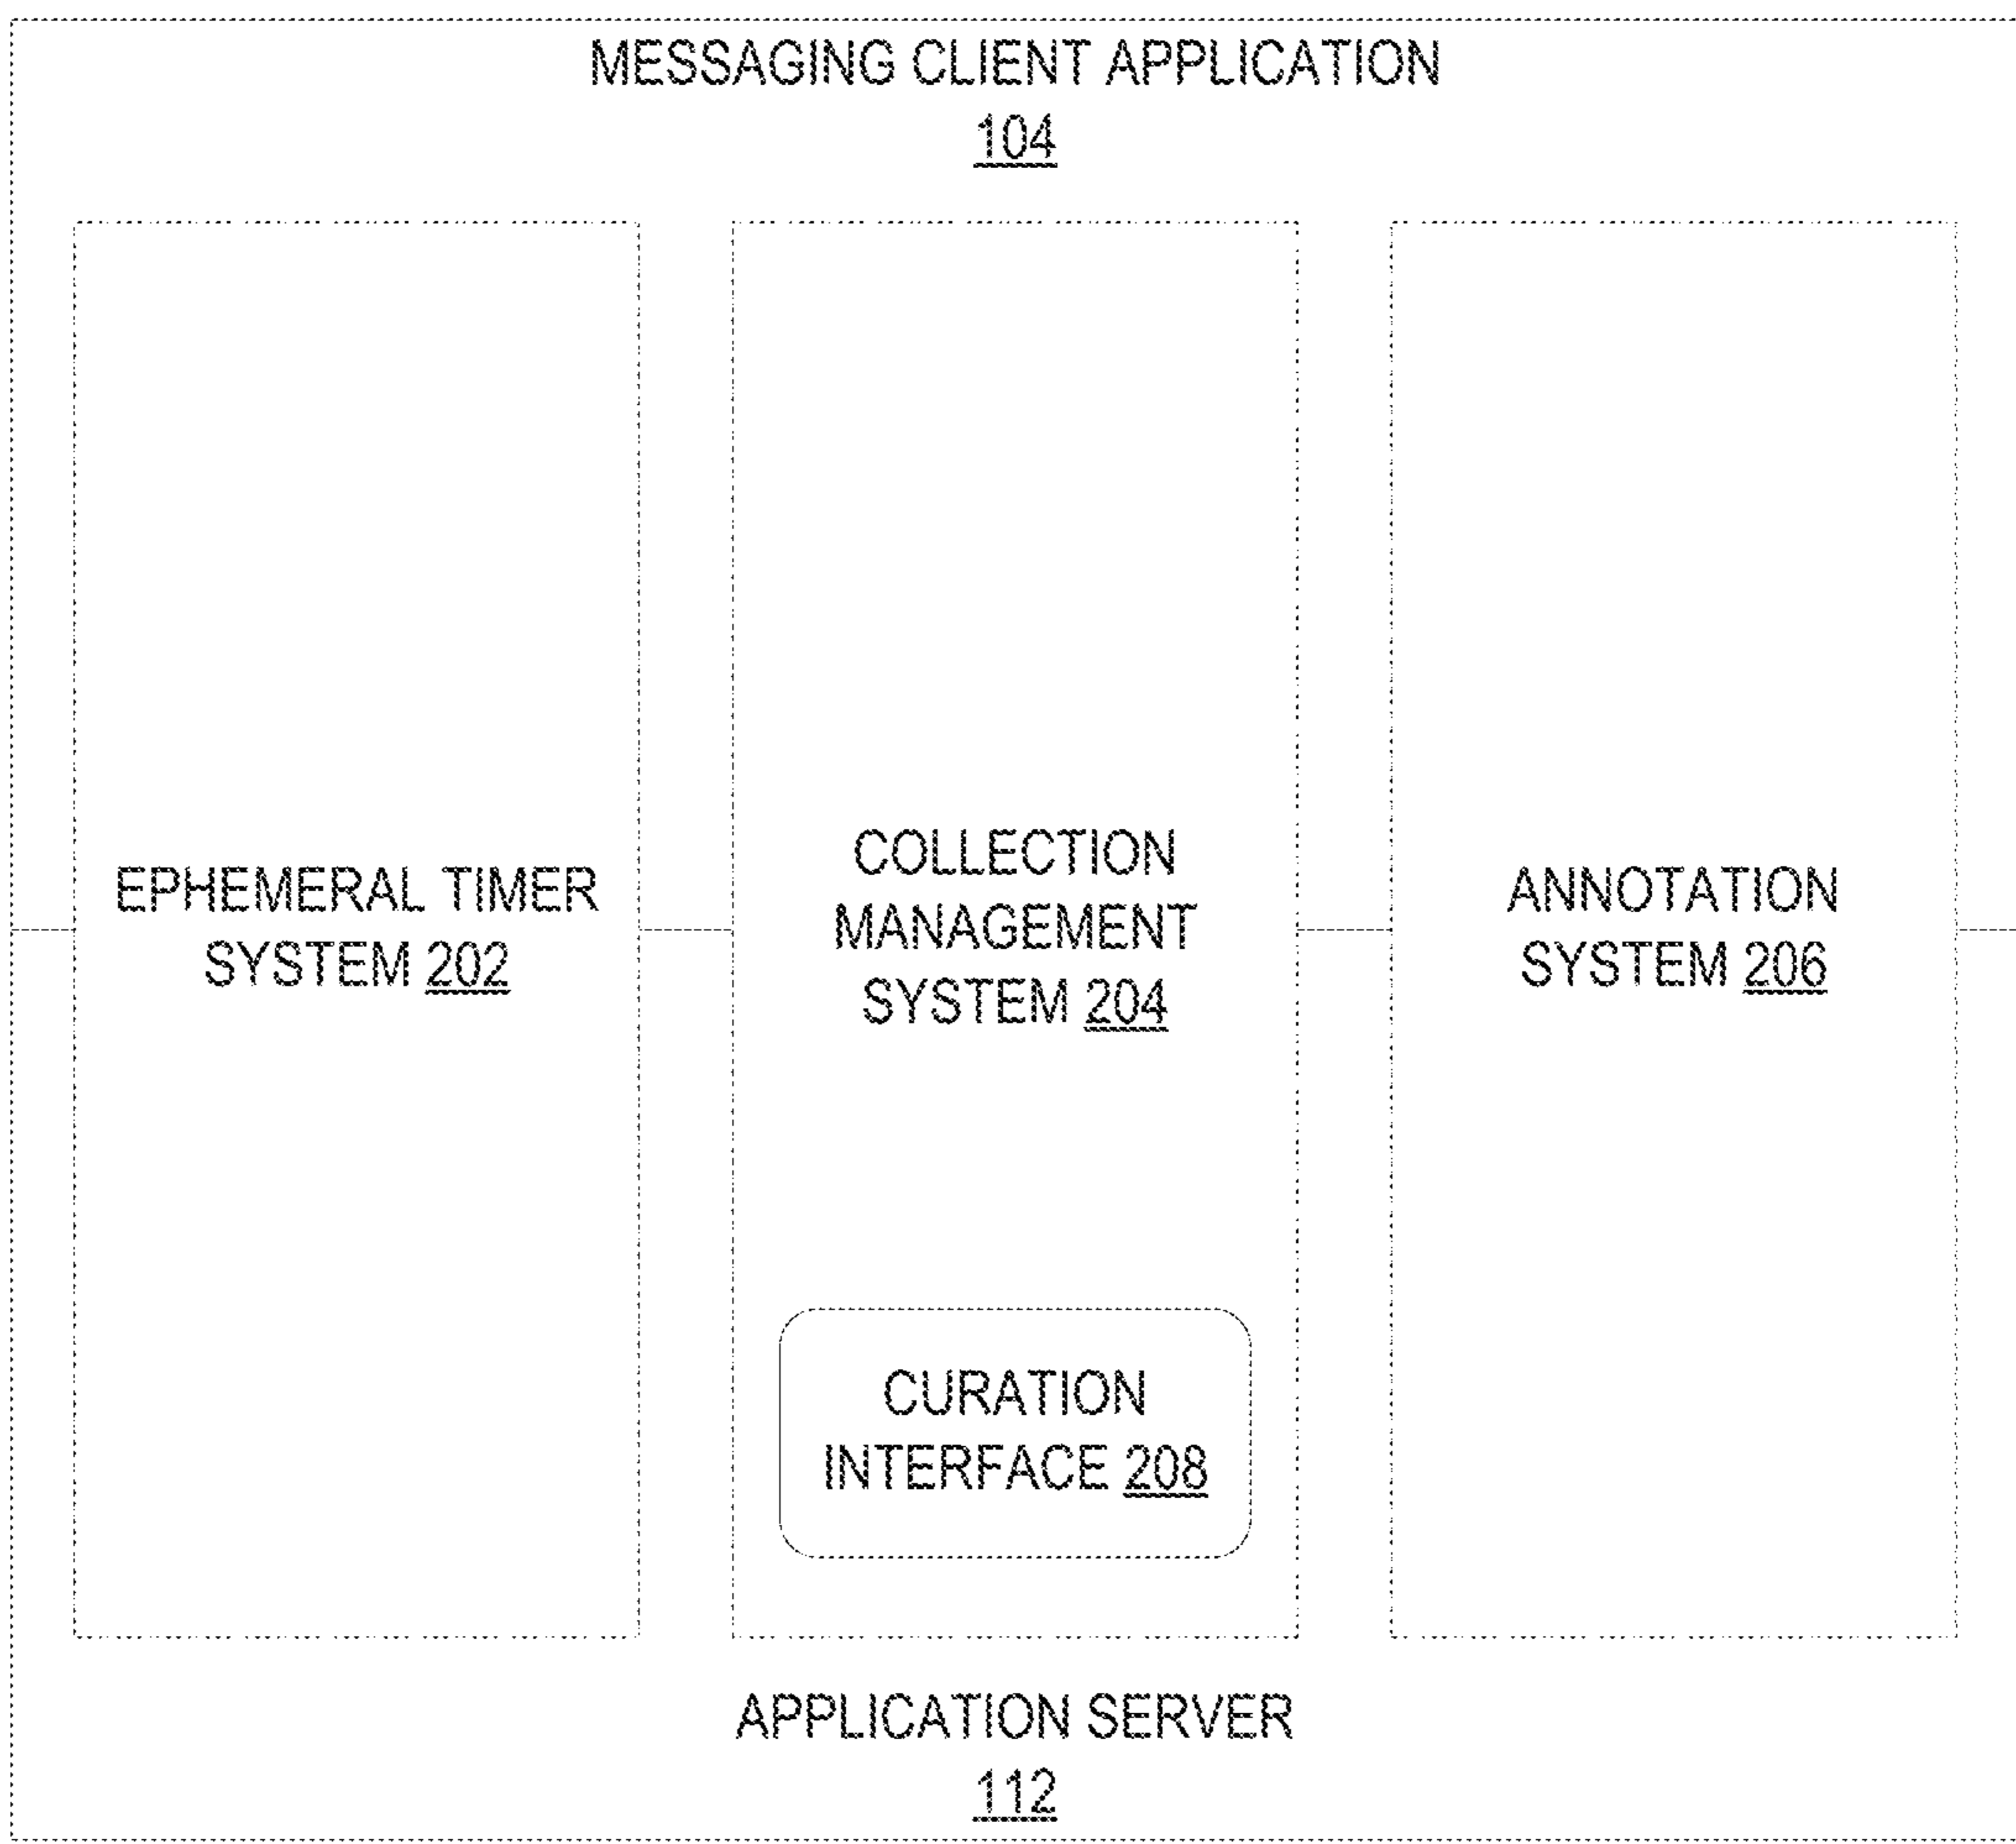 MESSAGING CLIENT APPLICATION
104
EPHEMERAL TIMER
SYSTEM 202
COLLECTION
MANAGEMENT
SYSTEM 204
CURATION
INTERFACE 208
ANNOTATION
SYSTEM 206
APPLICATION SERVER
112